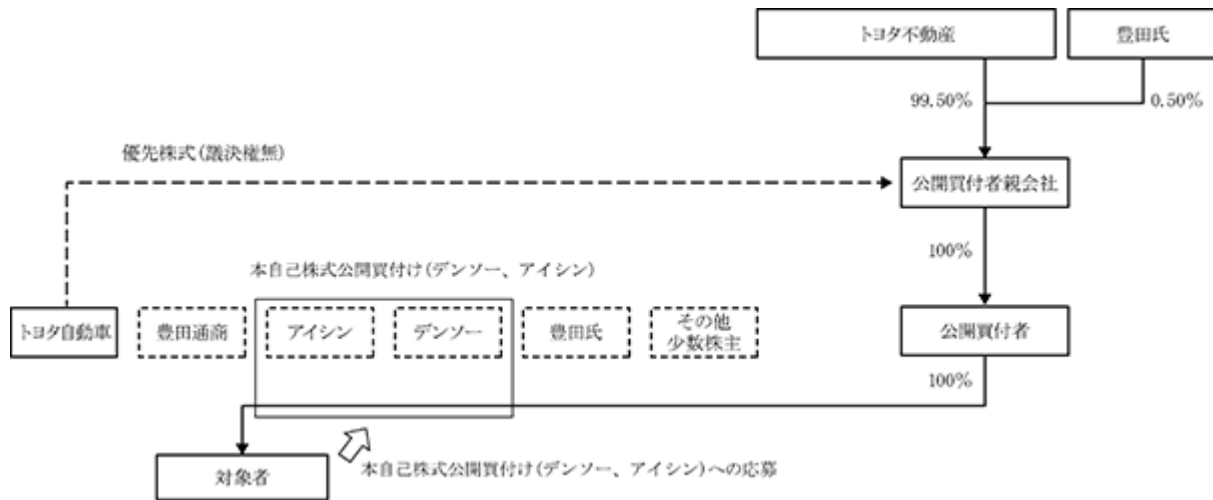 トヨタ不動産
豊田氏
99.50%
0.50%
優先株式(議決権無)
公開買付者親会社
100%
本自己株式公開買付け(デンソー、アイシン)
トヨタ自動車
豊田通商
アイシン
デンソー
豊田氏
その他
少数株主
公開買付者
100%
対象者
本自己株式公開買付け(デンソー、アイシン)への応募